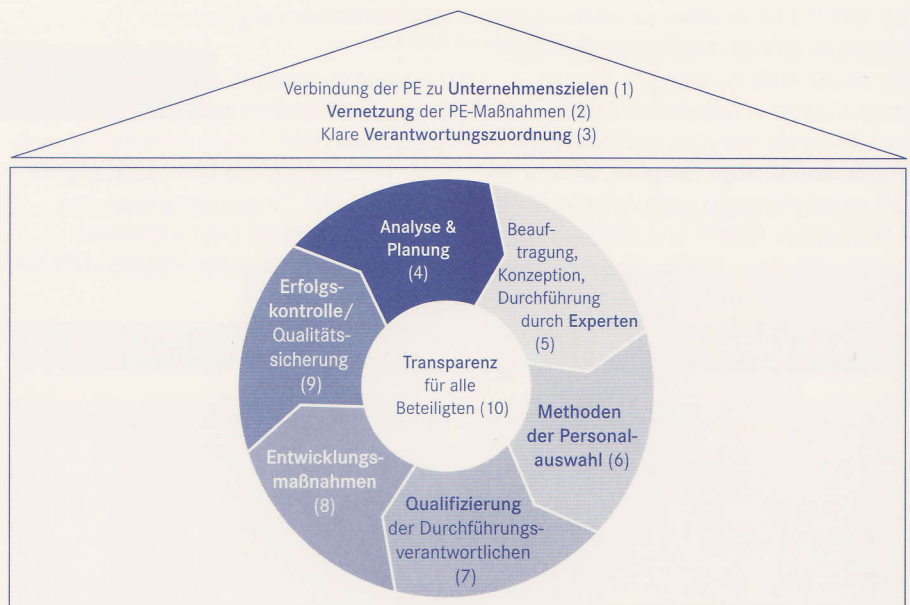 Verbindung der PE zu Unternehmenszielen (1)
Vernetzung der PE-Maßnahmen (2)
Klare Verantwortungszuordnung (3)
Analyse &
Planung
(4)
Beauf-
tragung,
Konzeption,
Durchführung
durch Experten
(5)
Methoden
der Personal-
auswahl (6)
Qualifizierung
der Durchführungs-
verantwortlichen
(7)
Entwicklungs-
maßnahmen
(8)
Erfolgs-
kontrolle/
Qualitäts-
sicherung
(9)
Transparenz
für alle
Beteiligten (10)